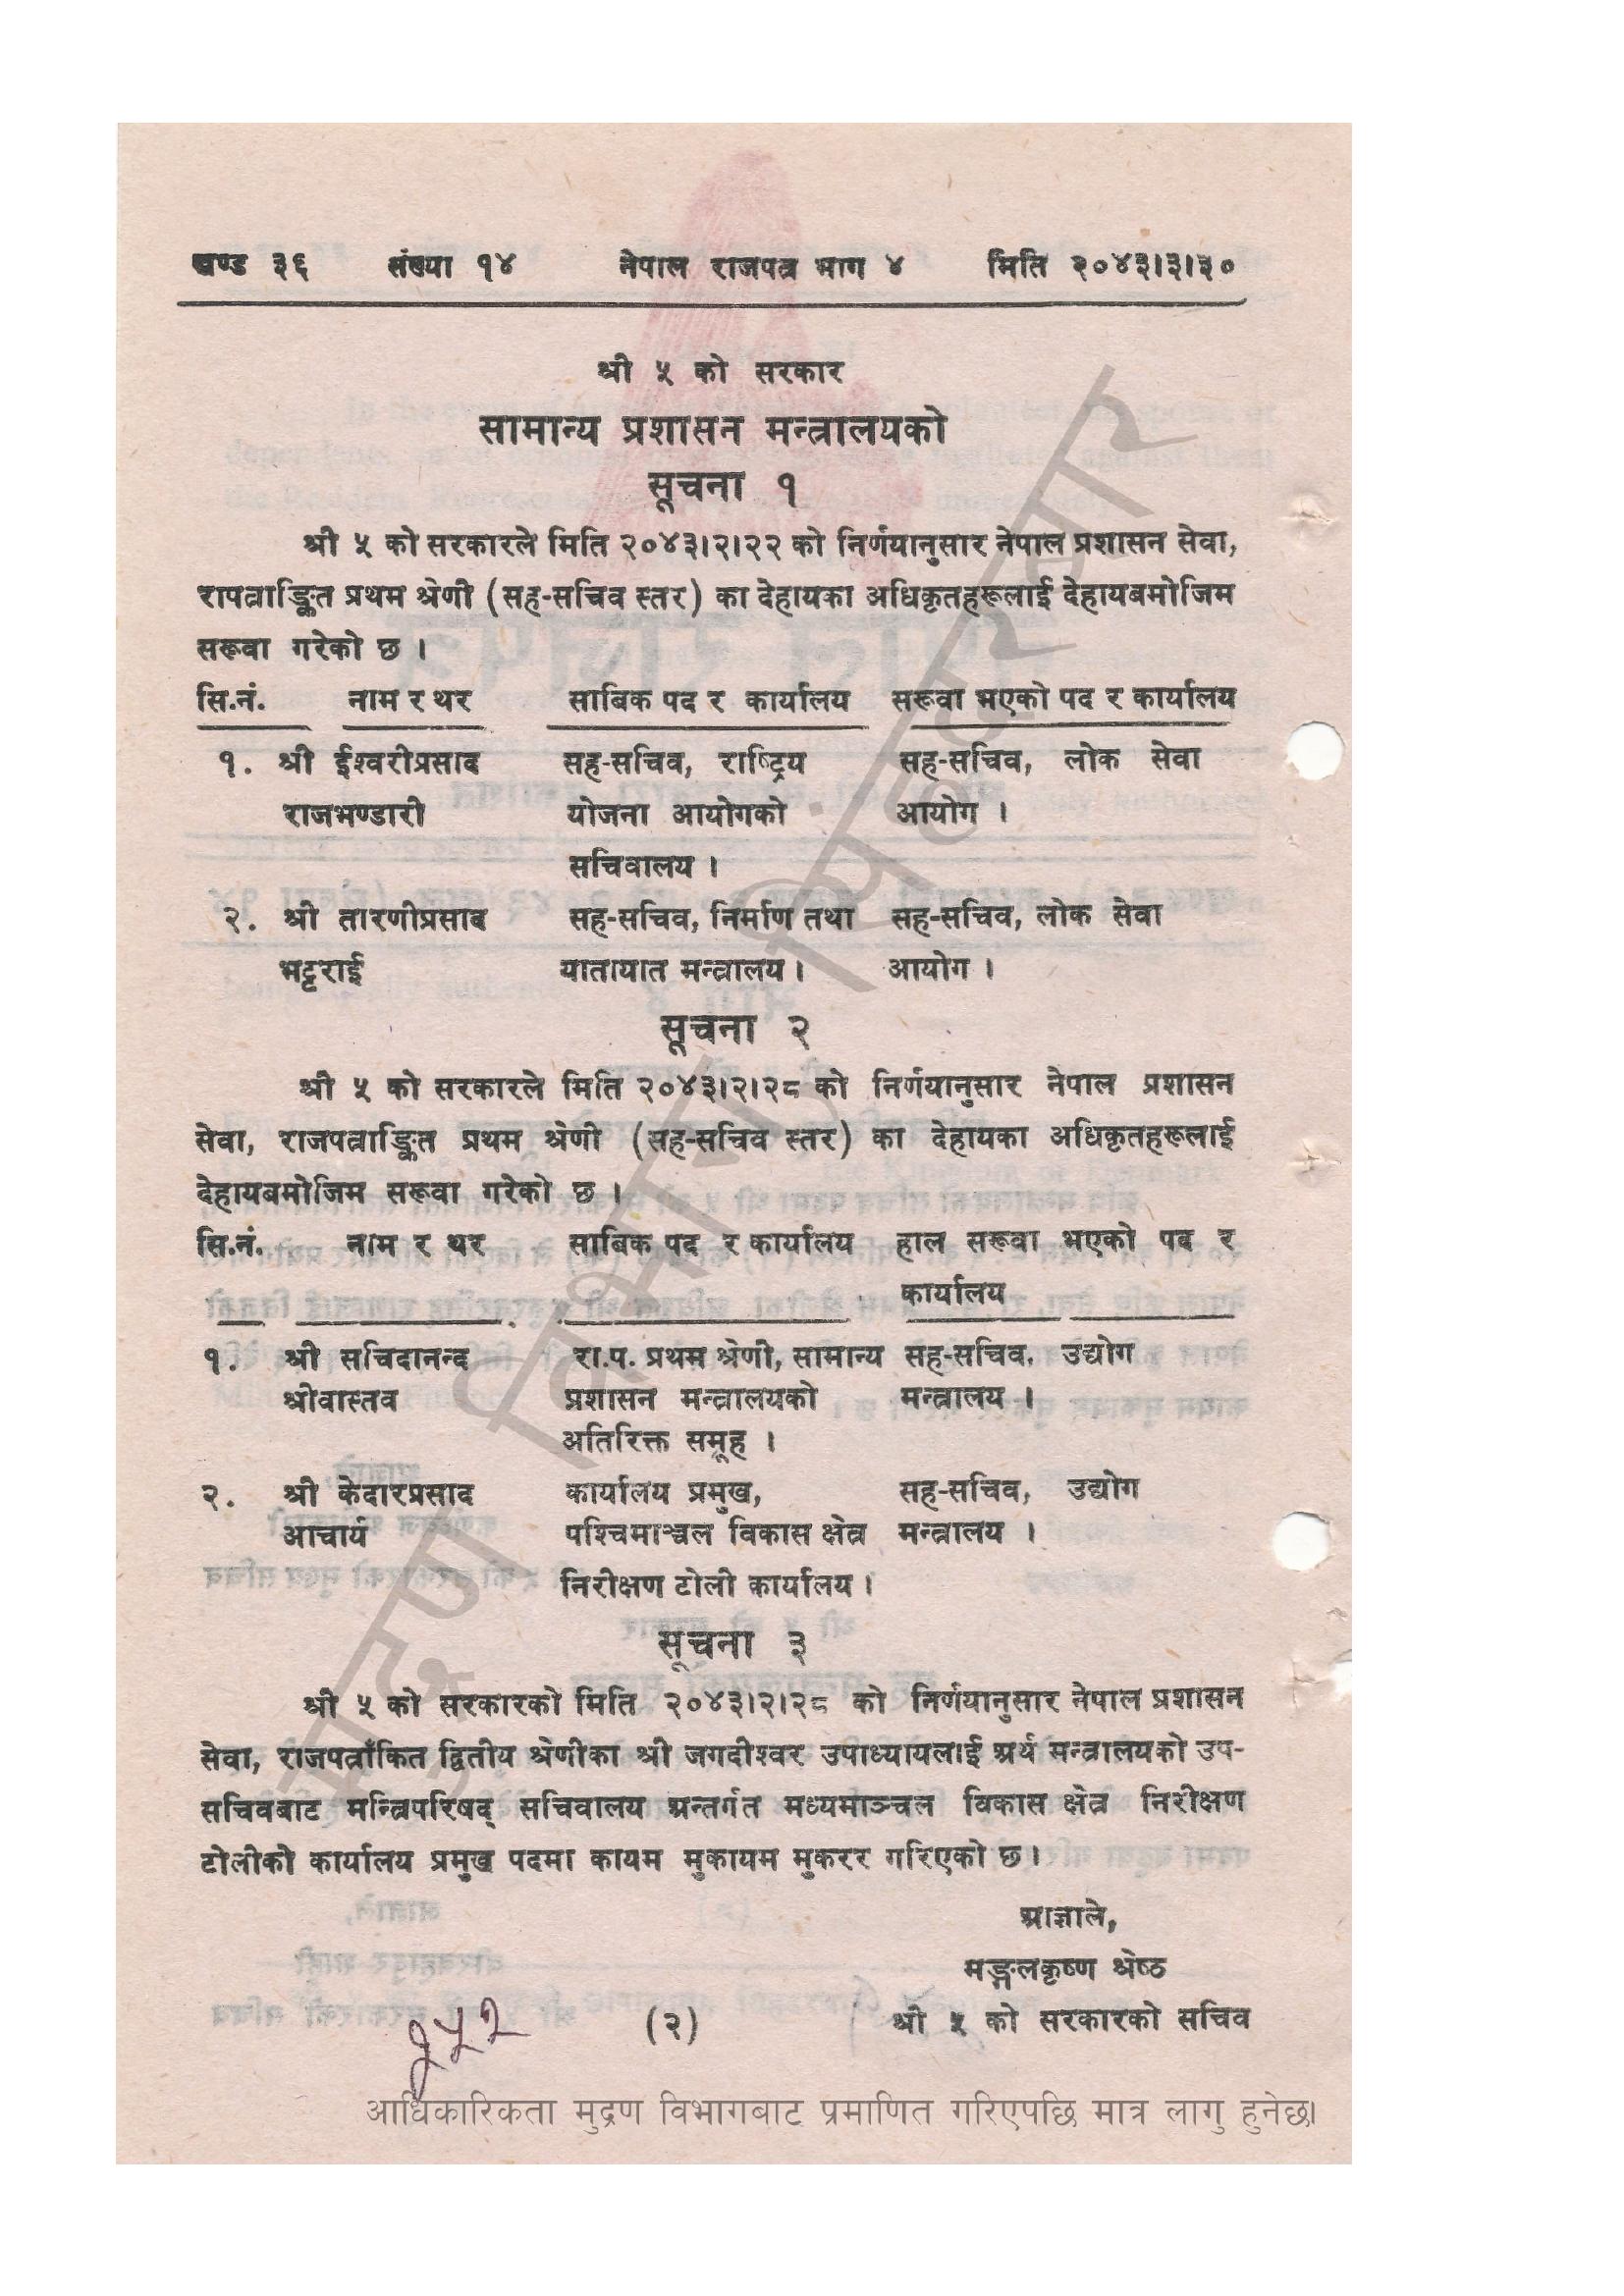 खण्ड ३६ संख्या १४ नेपाल राजपत्र भाग ४ मिति २०४३।३।३०
श्री ५ को सरकार
सामान्य प्रशासन मन्त्रालयको
सूचना १
श्री ५ को सरकारले मिति २०४३।२।२२ को निर्णयानुसार नेपाल प्रशासन सेवा,
रापत्राङ्कित प्रथम श्रेणी (सह-सचिव स्तर) का देहायका अधिकृतहरूलाई देहायबमोजिम
सरूवा गरेको छ ।
सि.नं. नाम र थर साबिक पद र कार्यालय सरूवा भएको पद र कार्यालय
१. श्री ईश्वरीप्रसाद सह-सचिव, राष्ट्रिय सह-सचिव, लोक सेवा
राजभण्डारी योजना आयोगको आयोग ।
सचिवालय ।
२. श्री तारणीप्रसाद सह-सचिव, निर्माण तथा सह-सचिव, लोक सेवा
भट्टराई यातायात मन्त्रालय । आयोग ।
सूचना २
श्री ५ को सरकारले मिति २०४३।२।२८ को निर्णयानुसार नेपाल प्रशासन
सेवा, राजपत्राङ्कित प्रथम श्रेणी (सह-सचिव स्तर) का देहायका अधिकृतहरूलाई
देहायबमोजिम सरूवा गरेको छ ।
सि.नं. नाम र थर साबिक पद र कार्यालय हाल सरूवा भएको पद र
कार्यालय
१. श्री सचिदानन्द रा.प. प्रथम श्रेणी, सामान्य सह-सचिव, उद्योग
श्रीवास्तव प्रशासन मन्त्रालयको मन्त्रालय ।
अतिरिक्त समूह ।
२. श्री केदारप्रसाद कार्यालय प्रमुख, सह-सचिव, उद्योग
आचार्य पश्चिमाञ्चल विकास क्षेत्र मन्त्रालय ।
निरीक्षण टोली कार्यालय ।
सूचना ३
श्री ५ को सरकारको मिति २०४३।२।२८ को निर्णयानुसार नेपाल प्रशासन
सेवा, राजपत्राँकित द्वितीय श्रेणीका श्री जगदीश्वर उपाध्यायलाई अर्थ मन्त्रालयको उप-
सचिवबाट मन्त्रिपरिषद् सचिवालय अन्तर्गत मध्यमाञ्चल विकास क्षेत्र निरीक्षण
टोलीको कार्यालय प्रमुख पदमा कायम मुकायम मुकरर गरिएको छ ।
आज्ञाले,
मङ्गलकृष्ण श्रेष्ठ
(२) श्री ५ को सरकारको सचिव
आधिकारिकता मुद्रण विभागबाट प्रमाणित गरिएपछि मात्र लागु हुनेछ।